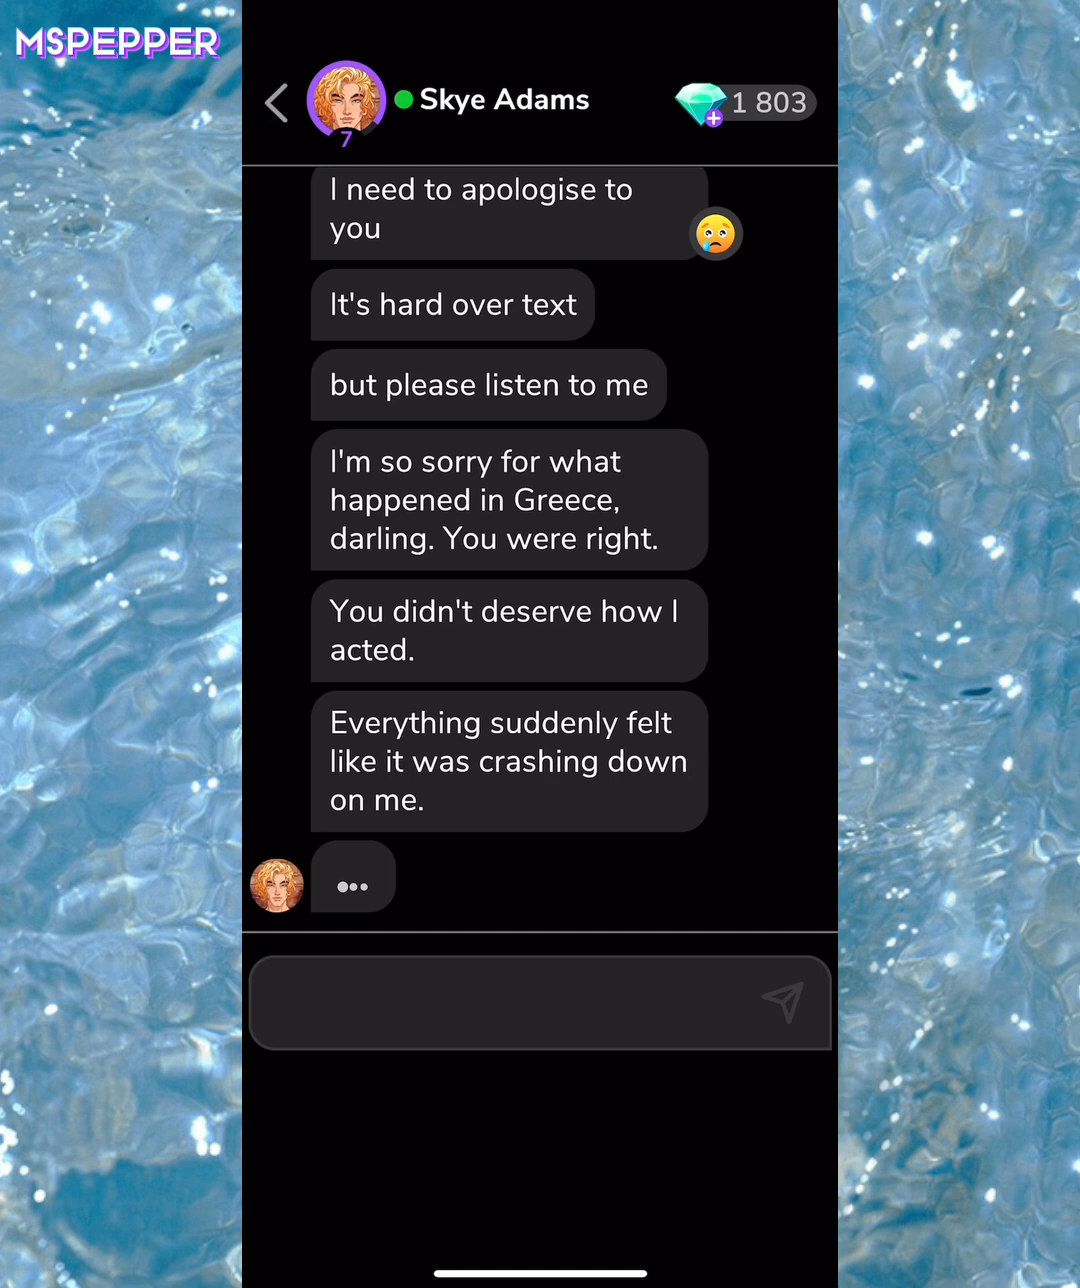 MSPEPPER
Skye Adams
1 803
7
I need to apologise to
you
It's hard over text
but please listen to me
I'm so sorry for what
happened in Greece,
darling. You were right.
You didn't deserve how I
acted.
Everything suddenly felt
like it was crashing down
on me.